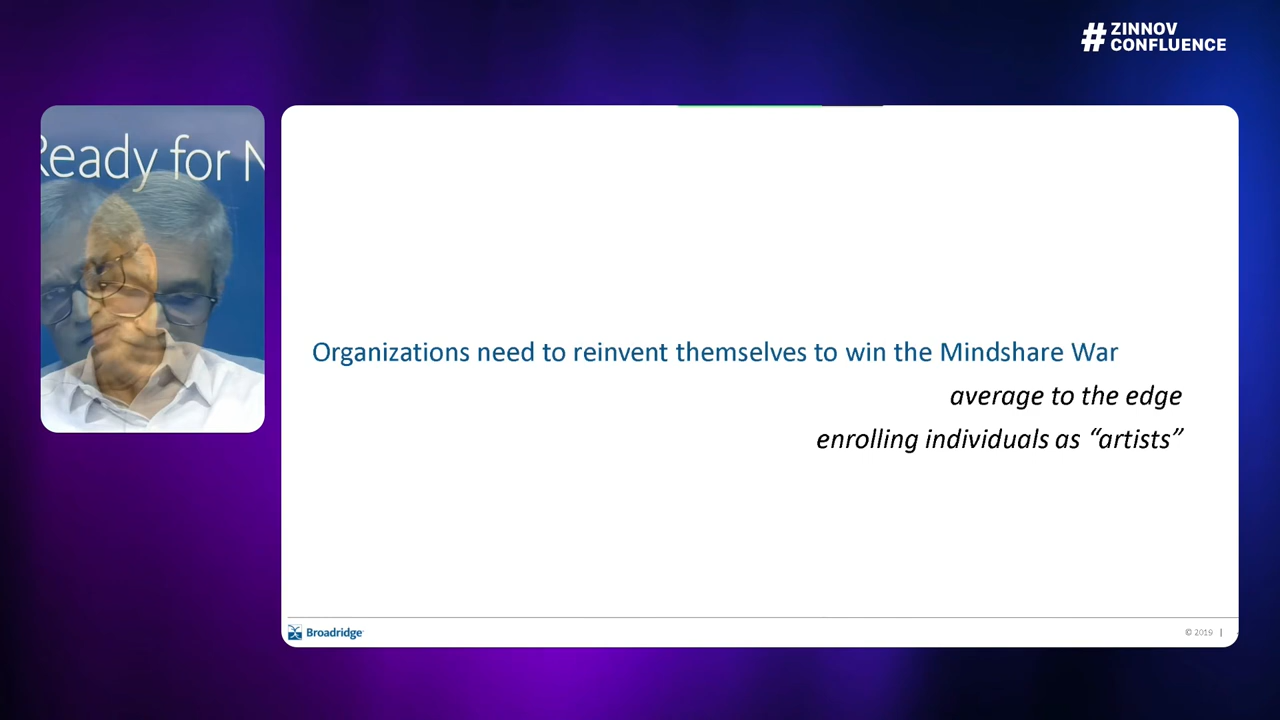 # ZINNOV
CONFLUENCE
Ready for N
Organizations need to reinvent themselves to win the Mindshare War
average to the edge
enrolling individuals as “artists”
Broadridge
© 2019 |